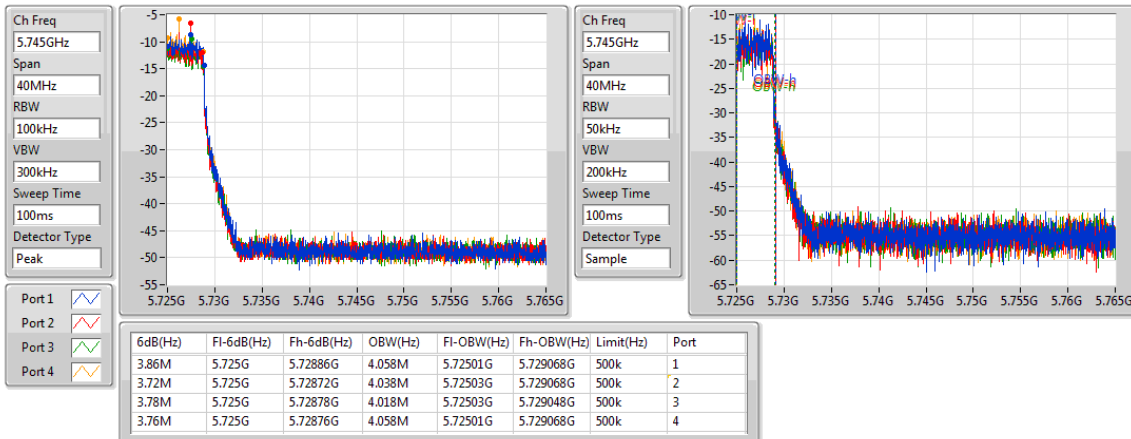 Ch Freq
5.745GHz
Span
40MHz
RBW
100kHz
VBW
300kHz
Sweep Time
100ms
Detector Type
Peak
-5
-10
-15
-20
-25
-30
-35
-40
-45
-50
-55
5.725G 5.73G 5.735G 5.74G 5.745G 5.75G 5.755G 5.76G 5.765G
Ch Freq
5.745GHz
Span
40MHz
RBW
50kHz
VBW
200kHz
Sweep Time
100ms
Detector Type
Sample
-10
-15
-20
-25
-30
-35
-40
-45
-50
-55
-60
-65
OBW-h
5.725G 5.73G 5.735G 5.74G 5.745G 5.75G 5.755G 5.76G 5.765G
Port 1
Port 2
Port 3
Port 4
6dB(Hz) Fl-6dB(Hz) Fh-6dB(Hz) OBW(Hz) Fl-OBW(Hz) Fh-OBW(Hz) Limit(Hz) Port
3.86M 5.725G 5.72886G 4.058M 5.72501G 5.729068G 500k 1
3.72M 5.725G 5.72872G 4.038M 5.72503G 5.729068G 500k 2
3.78M 5.725G 5.72878G 4.018M 5.72503G 5.729048G 500k 3
3.76M 5.725G 5.72876G 4.058M 5.72501G 5.729068G 500k 4